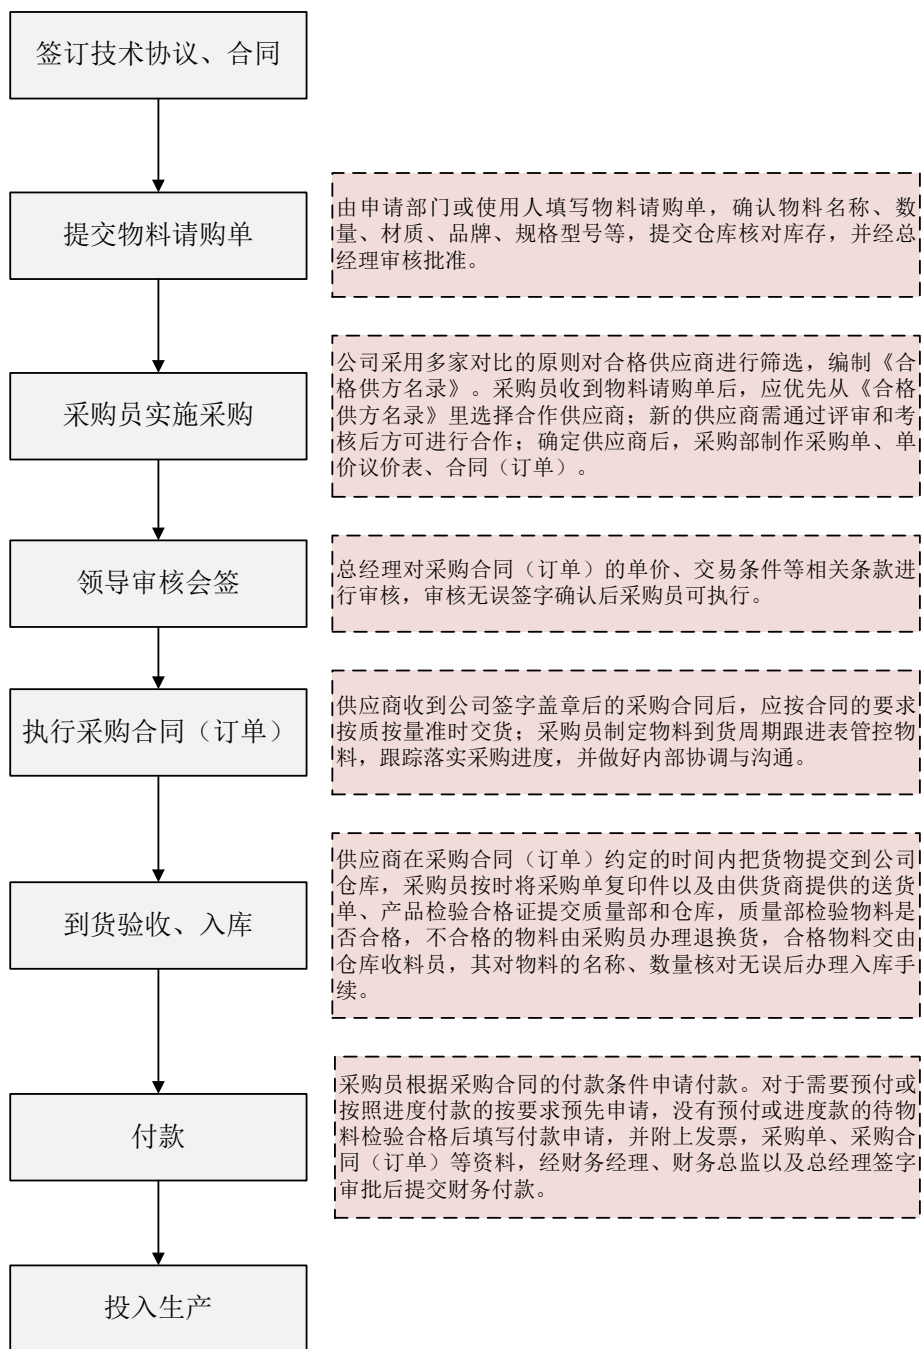 签订技术协议、合同
提交物料请购单
由申请部门或使用人填写物料请购单，确认物料名称、数
量、材质、品牌、规格型号等，提交仓库核对库存，并经总
经理审核批准。
采购员实施采购
公司采用多家对比的原则对合格供应商进行筛选，编制《合
格供方名录》。采购员收到物料请购单后，应优先从《合格
供方名录》里选择合作供应商；新的供应商需通过评审和考
核后方可进行合作；确定供应商后，采购部制作采购单、单
价议价表、合同（订单）。
领导审核会签
总经理对采购合同（订单）的单价、交易条件等相关条款进
行审核，审核无误签字确认后采购员可执行。
执行采购合同（订单）
供应商收到公司签字盖章后的采购合同后，应按合同的要求
按质按量准时交货；采购员制定物料到货周期跟进表管控物
料，跟踪落实采购进度，并做好内部协调与沟通。
到货验收、入库
供应商在采购合同（订单）约定的时间内把货物提交到公司
仓库，采购员按时将采购单复印件以及由供货商提供的送货
单、产品检验合格证提交质量部和仓库，质量部检验物料是
否合格，不合格的物料由采购员办理退换货，合格物料交由
仓库收料员，其对物料的名称、数量核对无误后办理入库手
续。
付款
采购员根据采购合同的付款条件申请付款。对于需要预付或
按照进度付款的按要求预先申请，没有预付或进度款的待物
料检验合格后填写付款申请，并附上发票，采购单、采购合
同（订单）等资料，经财务经理、财务总监以及总经理签字
审批后提交财务付款。
投入生产